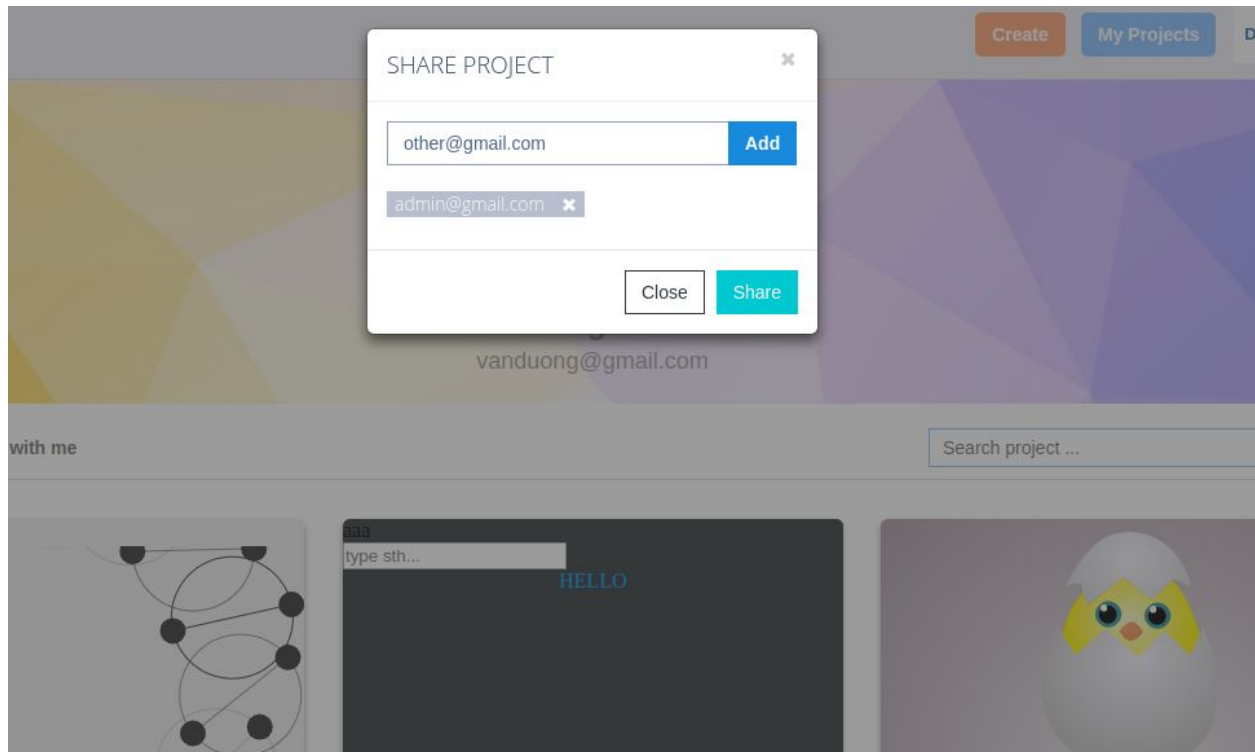 Create My Projects D
SHARE PROJECT ×
other@gmail.com Add
admin@gmail.com ×
Close Share
vanduong@gmail.com
with me Search project ...
aaa
type sth...
HELLO